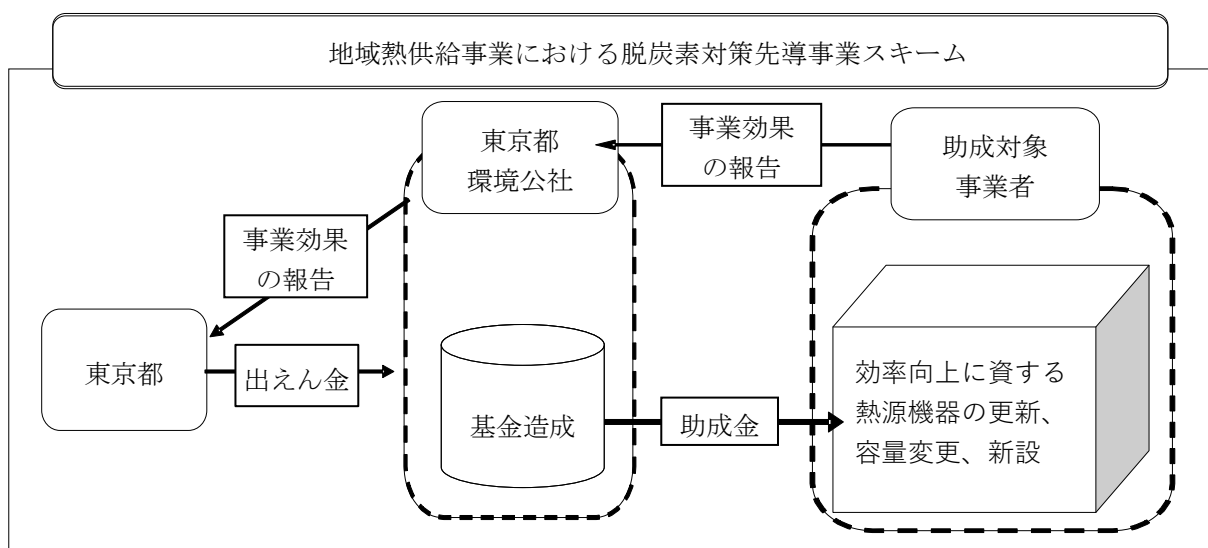 地域熱供給事業における脱炭素対策先導事業スキーム
東京都
環境公社
事業効果
の報告
助成対象
事業者
事業効果
の報告
東京都
出えん金
基金造成
助成金
効率向上に資する
熱源機器の更新、
容量変更、新設